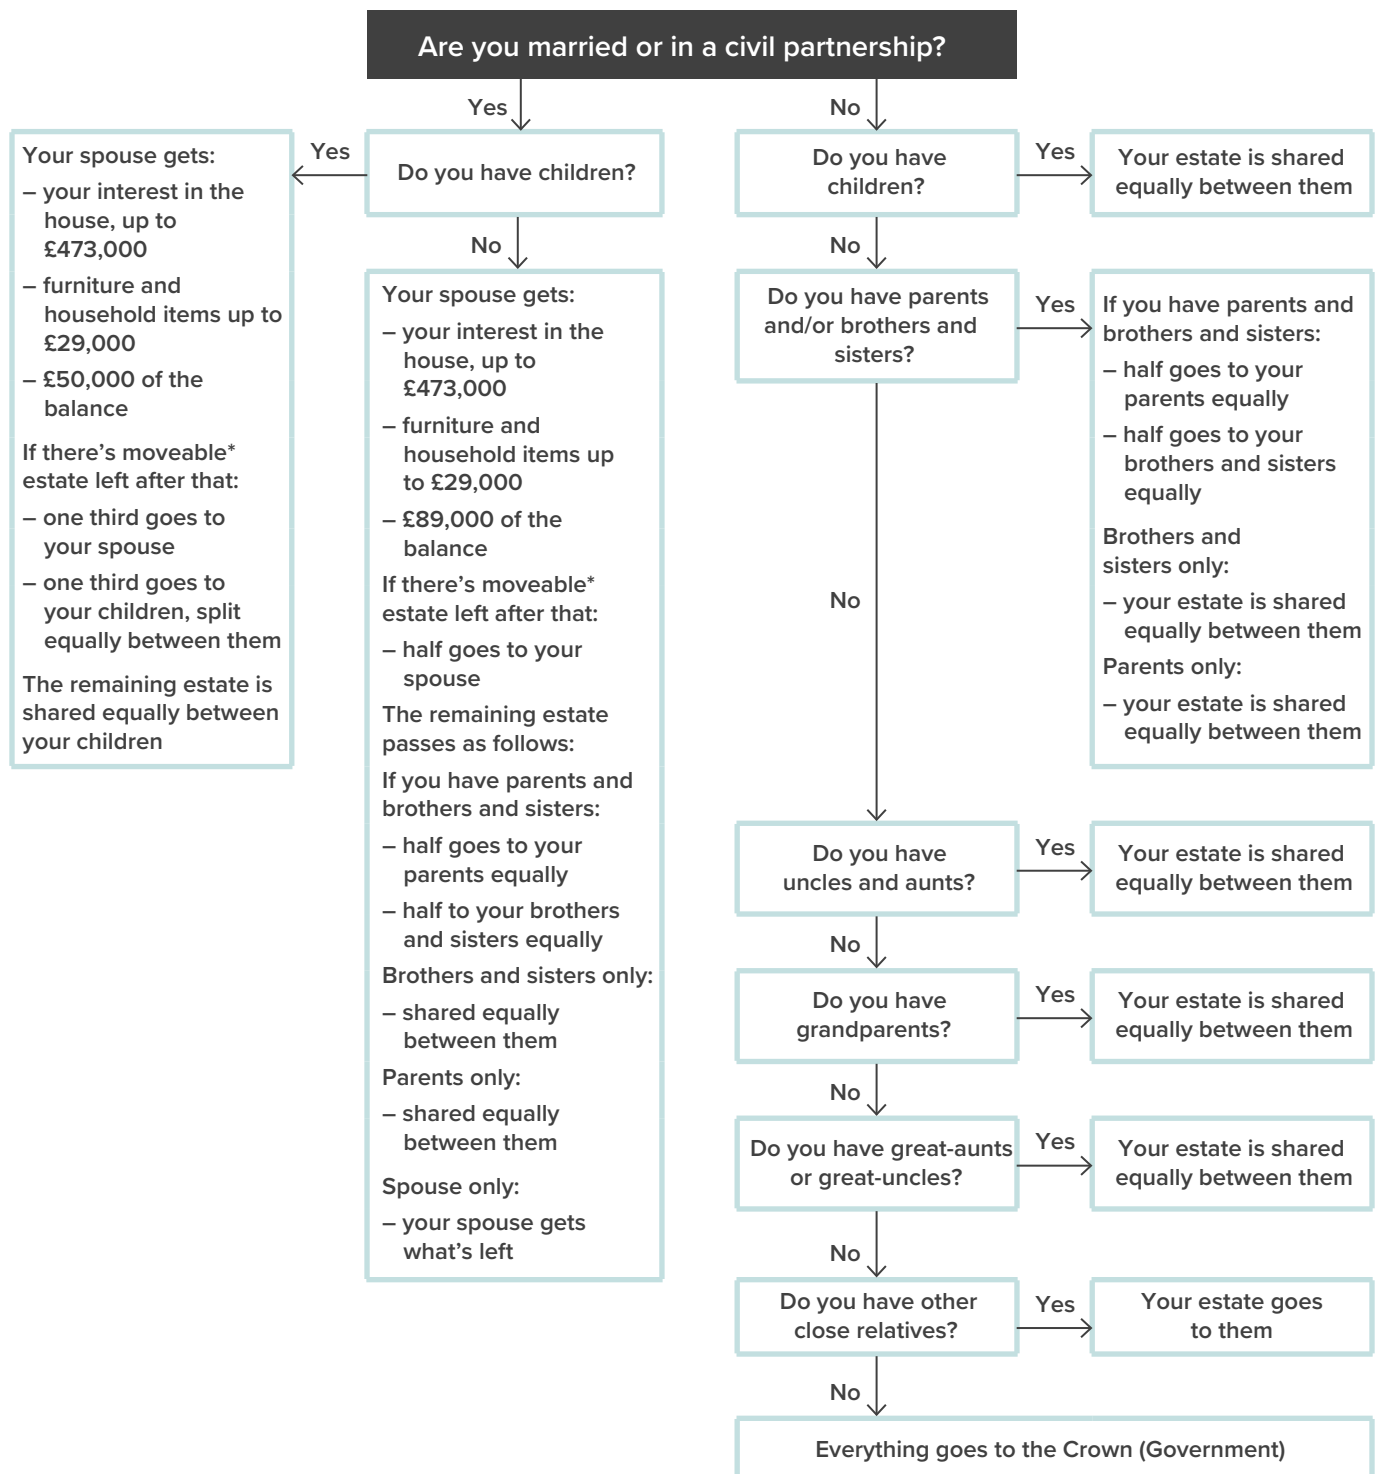 Are you married or in a civil partnership?
Yes
No
Do you have children?
Yes
Your spouse gets:
– your interest in the
house, up to
£473,000
– furniture and
household items up to
£29,000
– £50,000 of the
balance
If there's moveable*
estate left after that:
– one third goes to
your spouse
– one third goes to
your children, split
equally between them
The remaining estate is
shared equally between
your children
No
Your spouse gets:
– your interest in the
house, up to
£473,000
– furniture and
household items up
to £29,000
– £89,000 of the
balance
If there's moveable*
estate left after that:
– half goes to your
spouse
The remaining estate
passes as follows:
If you have parents and
brothers and sisters:
– half goes to your
parents equally
– half to your brothers
and sisters equally
Brothers and sisters only:
– shared equally
between them
Parents only:
– shared equally
between them
Spouse only:
– your spouse gets
what's left
Do you have
children?
Yes
Your estate is shared
equally between them
No
Do you have parents
and/or brothers and
sisters?
Yes
If you have parents and
brothers and sisters:
– half goes to your
parents equally
– half goes to your
brothers and sisters
equally
Brothers and
sisters only:
– your estate is shared
equally between them
Parents only:
– your estate is shared
equally between them
No
Do you have
uncles and aunts?
Yes
Your estate is shared
equally between them
No
Do you have
grandparents?
Yes
Your estate is shared
equally between them
No
Do you have great-aunts
or great-uncles?
Yes
Your estate is shared
equally between them
No
Do you have other
close relatives?
Yes
Your estate goes
to them
No
Everything goes to the Crown (Government)